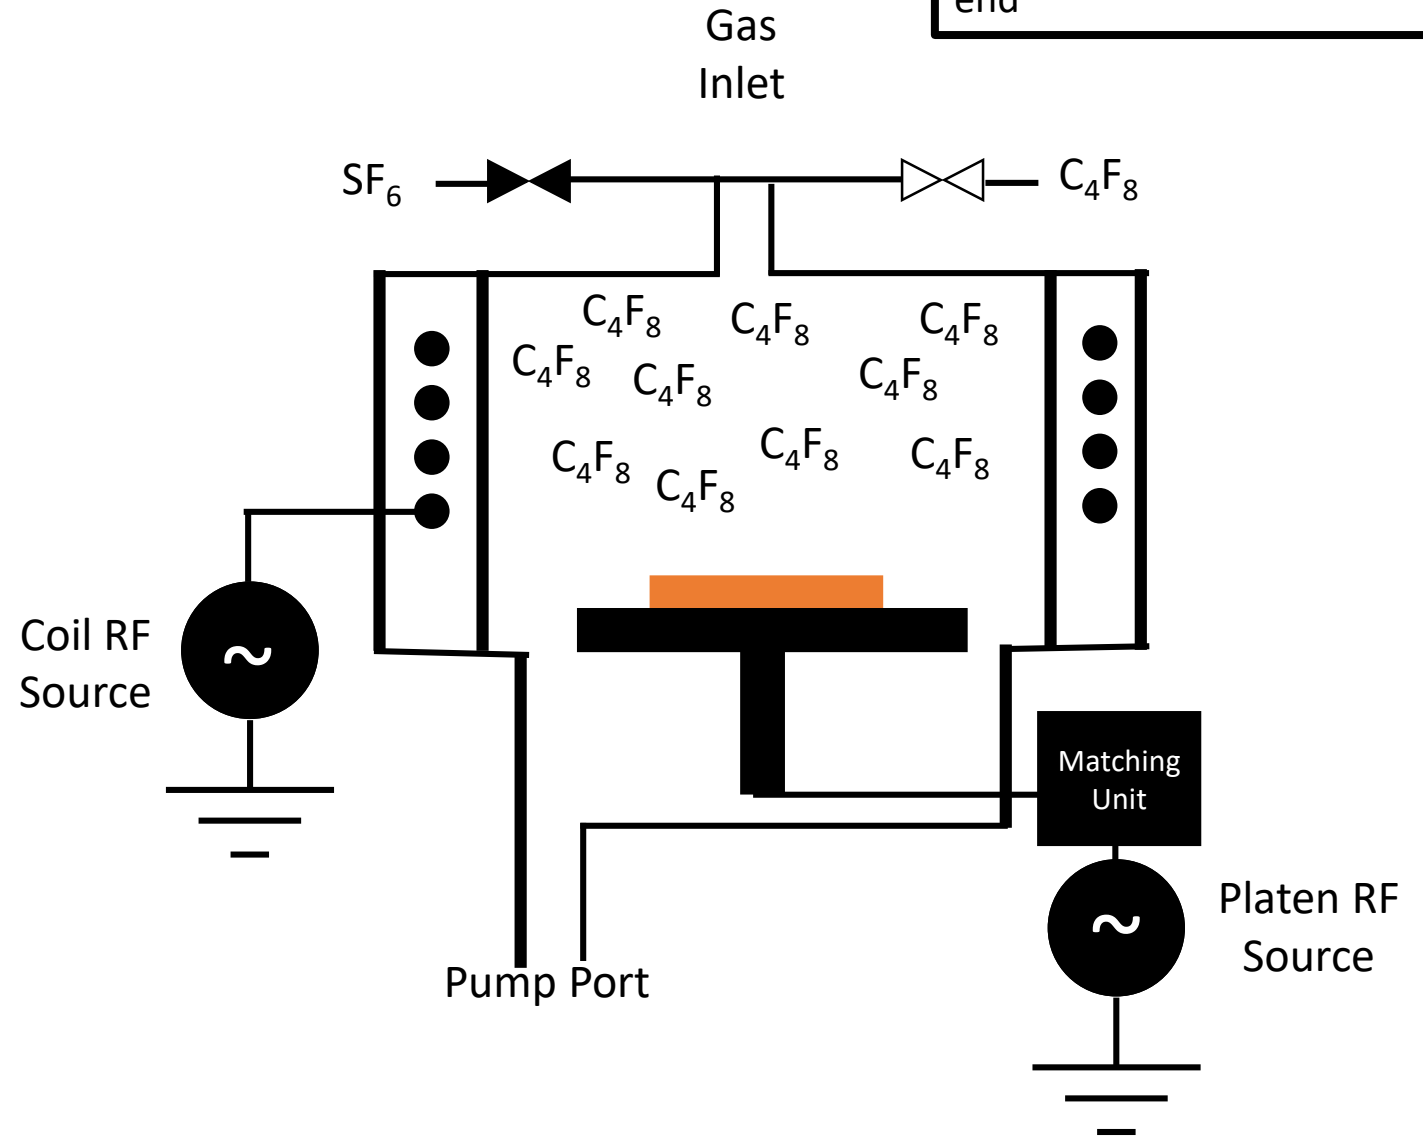 end
Gas
Inlet
SF6
C4F8
C4F8
C4F8
C4F8
C4F8
C4F8
C4F8
C4F8
C4F8
C4F8
C4F8
Coil RF
Source
~
Matching
Unit
Platen RF
Source
~
Pump Port